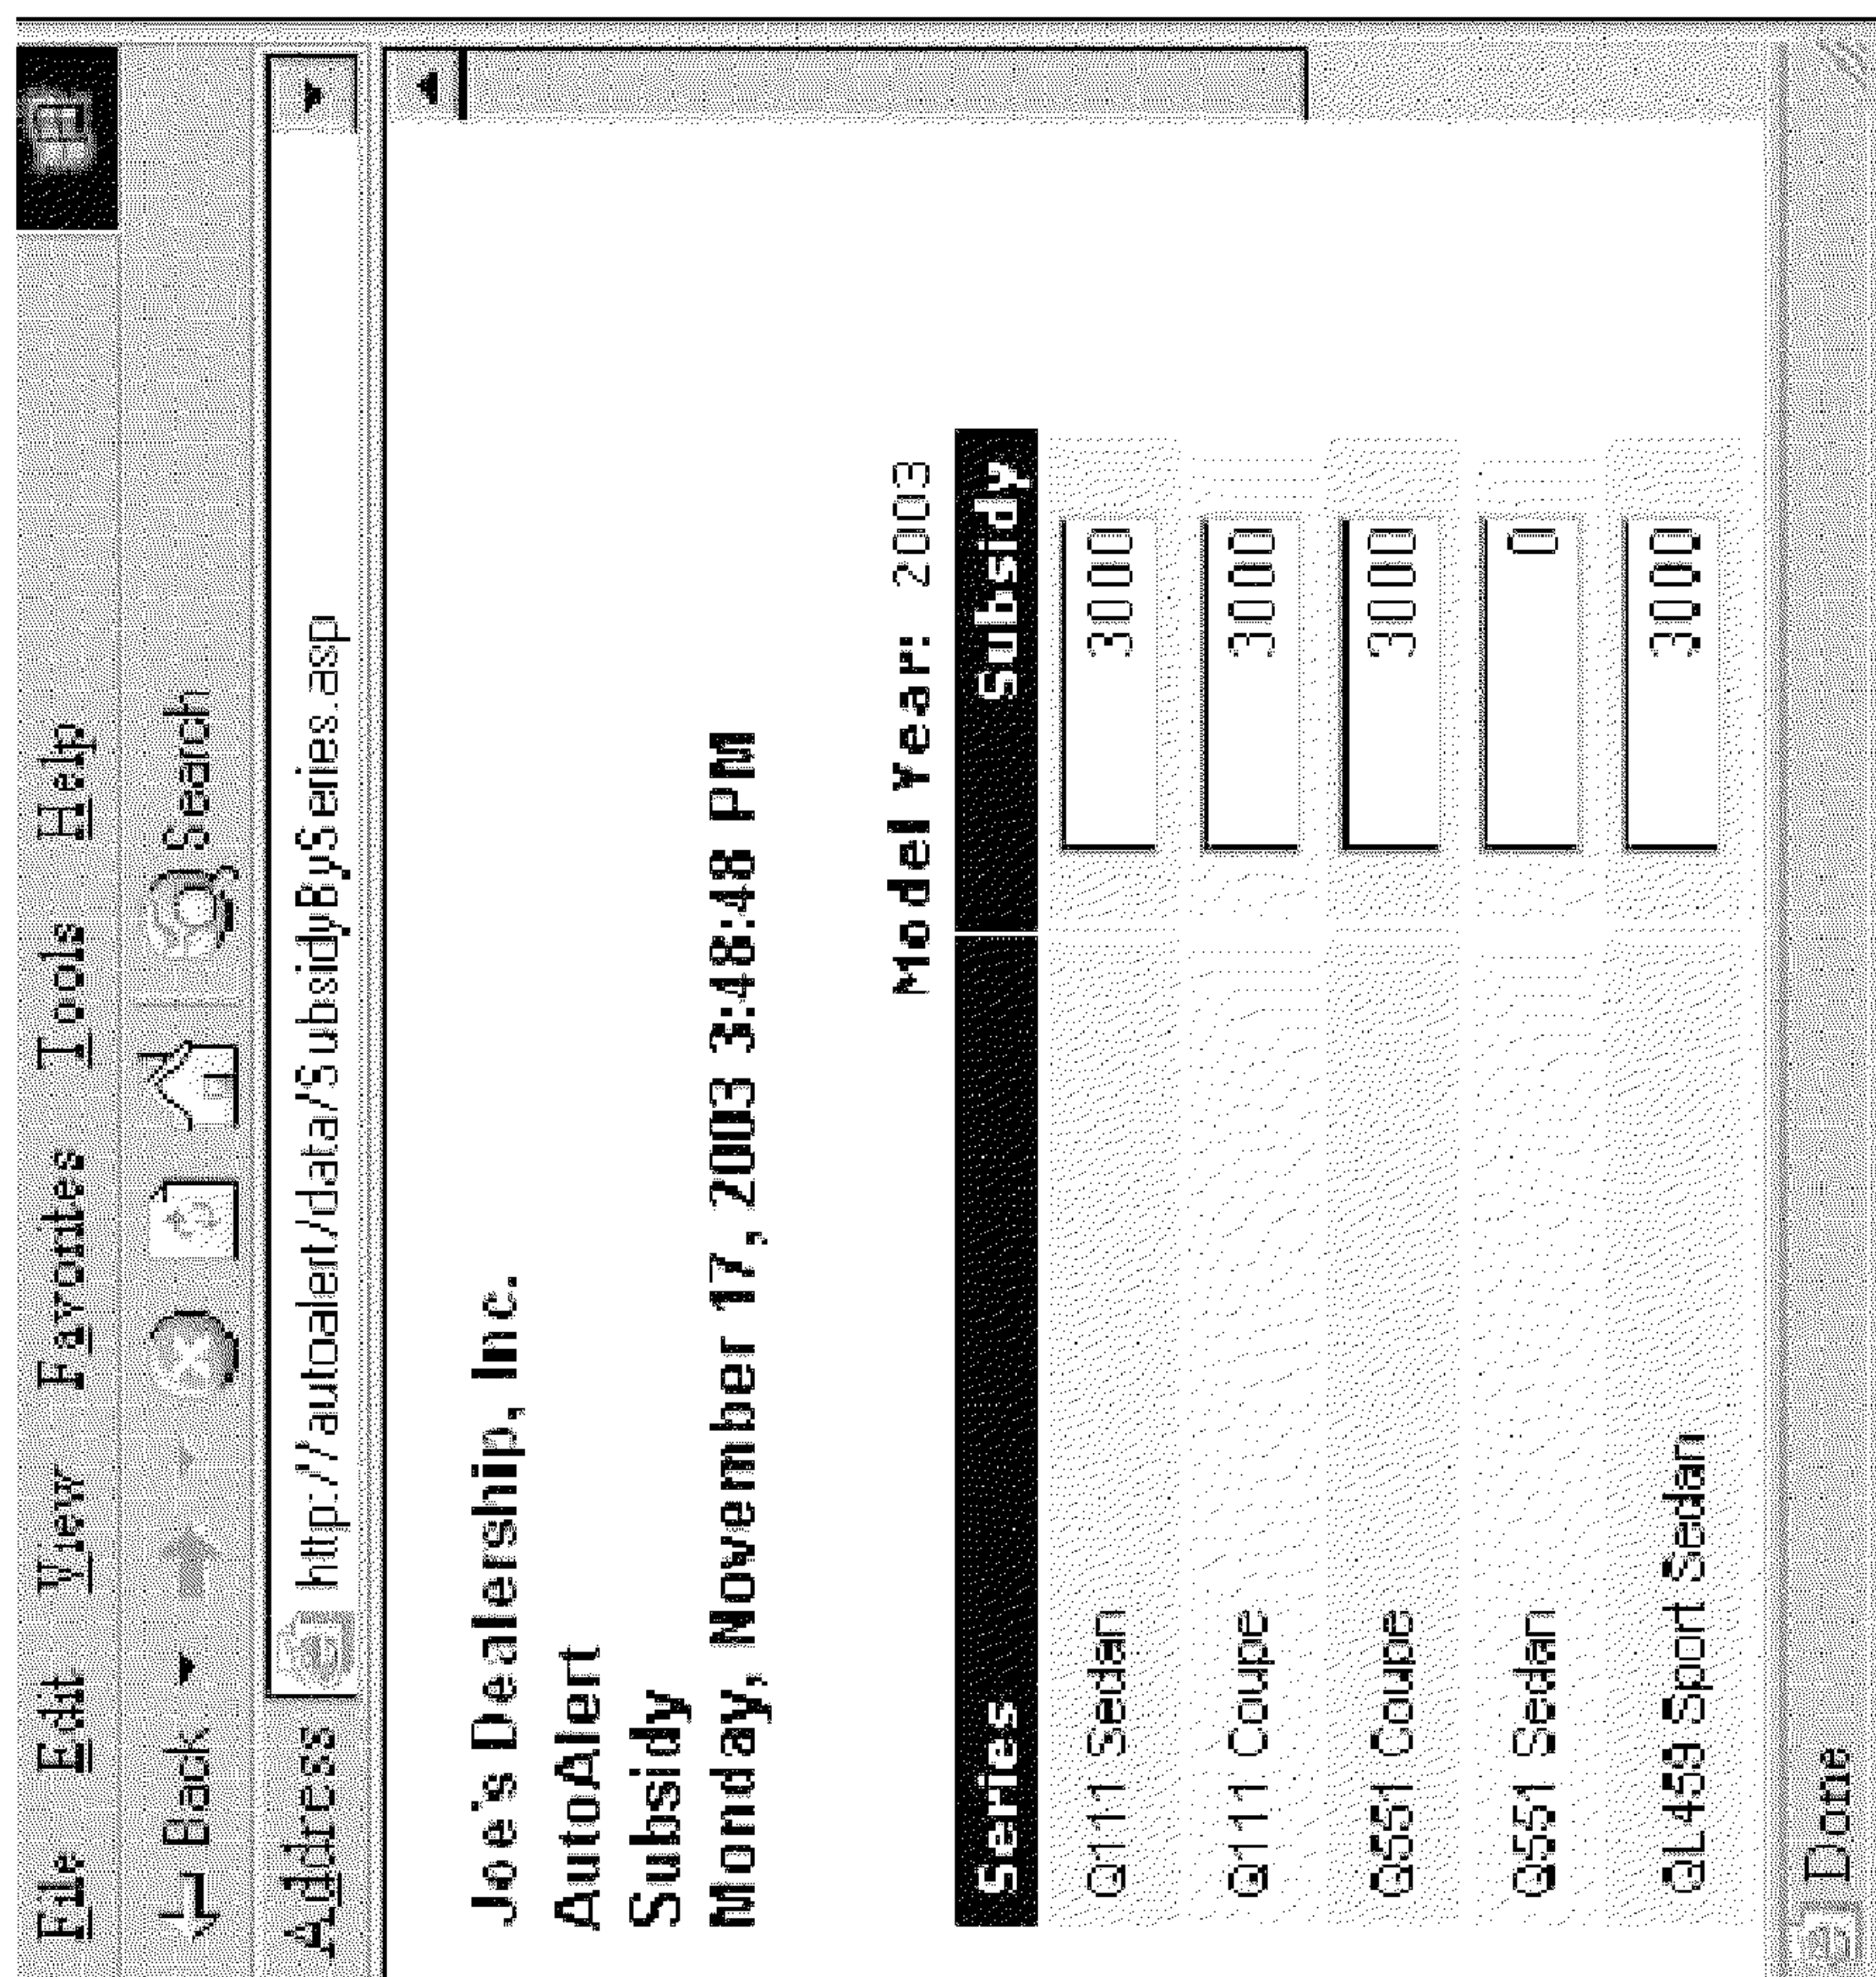 File Edit View Favorites Tools Help
Back Search
Address http://autoalert/data/SubsidyBySeries.asp
Joe's Dealership, Inc.
AutoAlert
Subsidy
Monday, November 17, 2003 3:48:48 PM
Model Year: 2003
Series Subsidy
Q111 Sedan 3000
Q111 Coupe 3000
Q551 Coupe 3000
Q551 Sedan 0
QL459 Sport Sedan 3000
Done